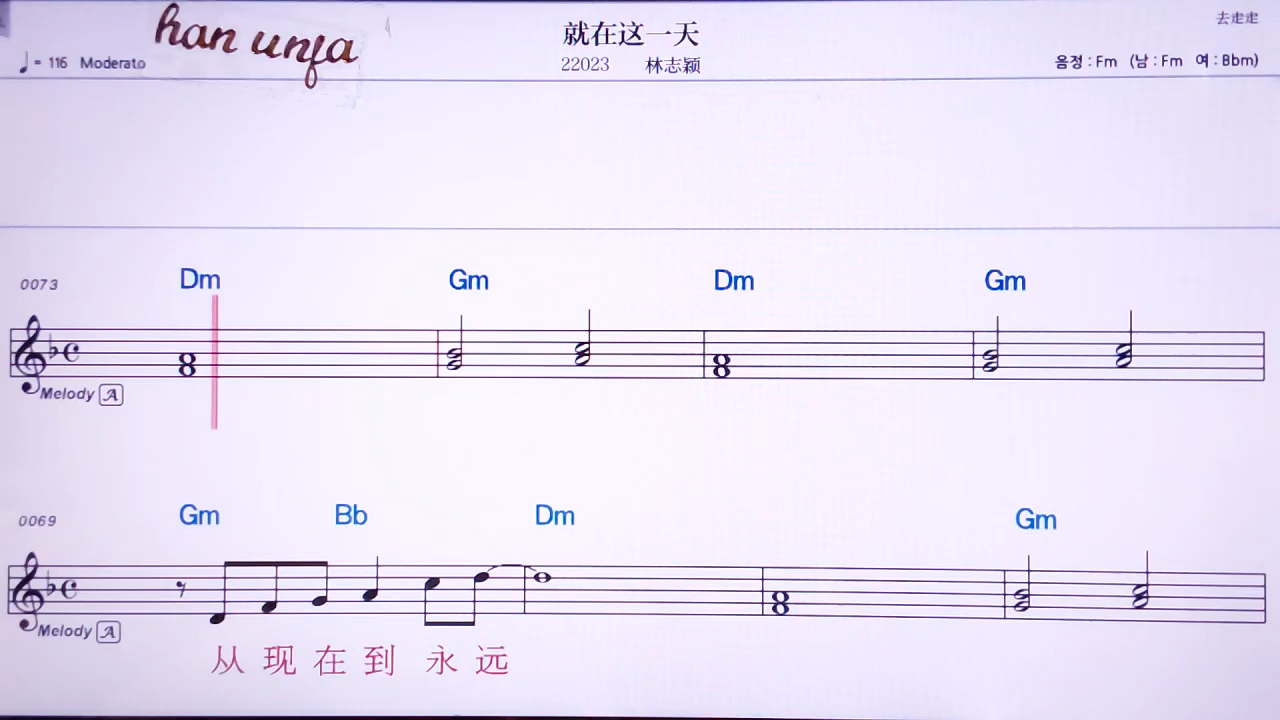 han unfa
就在这一天
去走走
♩= 116 Moderato
22023 林志颖
음정 : Fm (남 : Fm 여 : Bbm)
0073 Dm Gm Dm Gm
Melody A
0069 Gm Bb Dm Gm
Melody A
从 现 在 到 永 远